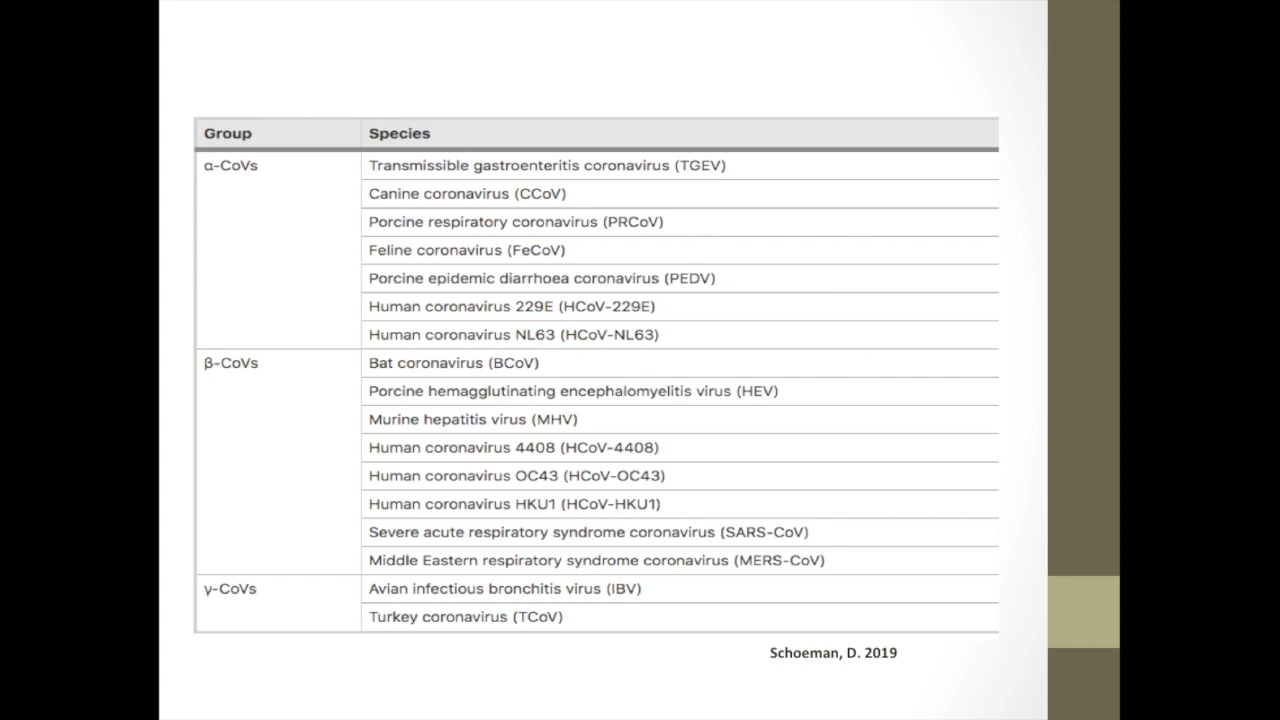 Group Species
α-CoVs Transmissible gastroenteritis coronavirus (TGEV)
Canine coronavirus (CCoV)
Porcine respiratory coronavirus (PRCoV)
Feline coronavirus (FeCoV)
Porcine epidemic diarrhoea coronavirus (PEDV)
Human coronavirus 229E (HCoV-229E)
Human coronavirus NL63 (HCoV-NL63)
β-CoVs Bat coronavirus (BCoV)
Porcine hemagglutinating encephalomyelitis virus (HEV)
Murine hepatitis virus (MHV)
Human coronavirus 4408 (HCoV-4408)
Human coronavirus OC43 (HCoV-OC43)
Human coronavirus HKU1 (HCoV-HKU1)
Severe acute respiratory syndrome coronavirus (SARS-CoV)
Middle Eastern respiratory syndrome coronavirus (MERS-CoV)
γ-CoVs Avian infectious bronchitis virus (IBV)
Turkey coronavirus (TCoV)
Schoeman, D. 2019